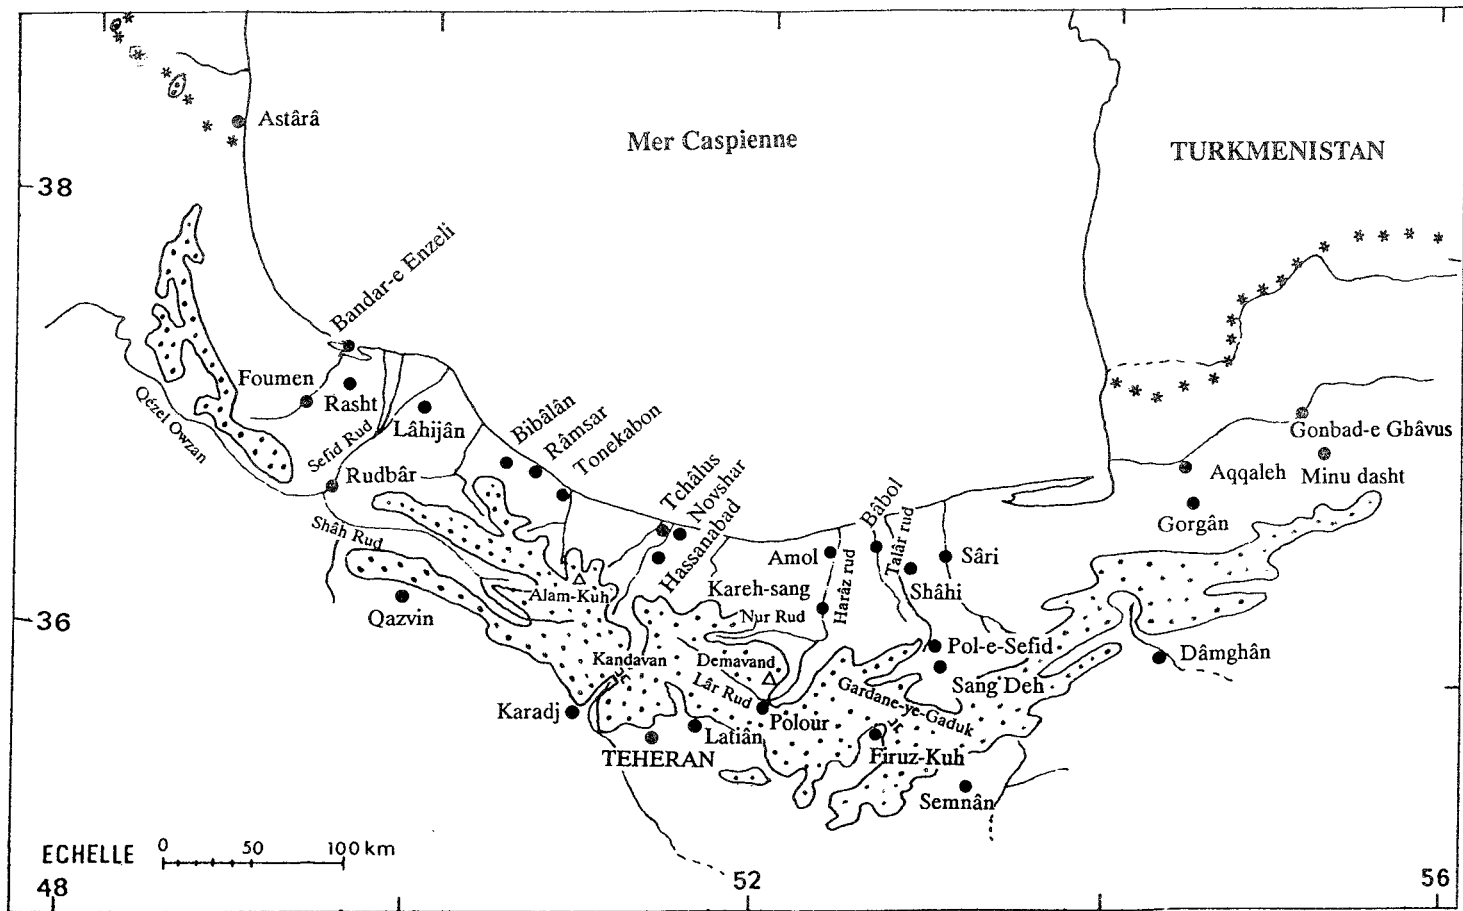 Astârâ
Mer Caspienne
TURKMENISTAN
38
Bandar-e Enzeli
Foumen
Rasht
Qézel Owzan
Sefid Rud
Lâhijân
Bibâlân
Râmsar
Tonekabon
Gonbad-e Ghâvus
Minu dasht
Aqqaleh
Gorgân
Rudbâr
Shâh Rud
Tchâlus
Novshar
Hassanabad
Bâbol
Talâr rud
Amol
Harâz rud
Sâri
Shâhi
Kareh-sang
Nur Rud
Alam-Kuh
Qazvin
36
Pol-e-Sefid
Dâmghân
Kandavan
Demavand
Sang Deh
Lâr Rud
Gardane-ye-Gaduk
Karadj
Latiân
Polour
TEHERAN
Firuz-Kuh
Semnân
ECHELLE 0 50 100 km
48
52
56